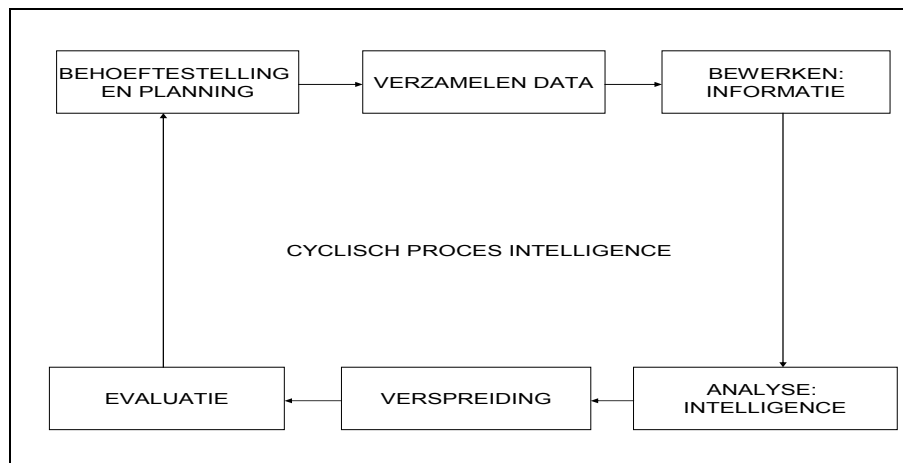 BEHOEFTESTELLING
EN PLANNING
VERZAMELEN DATA
BEWERKEN:
INFORMATIE
CYCLISCH PROCES INTELLIGENCE
EVALUATIE
VERSPREIDING
ANALYSE:
INTELLIGENCE